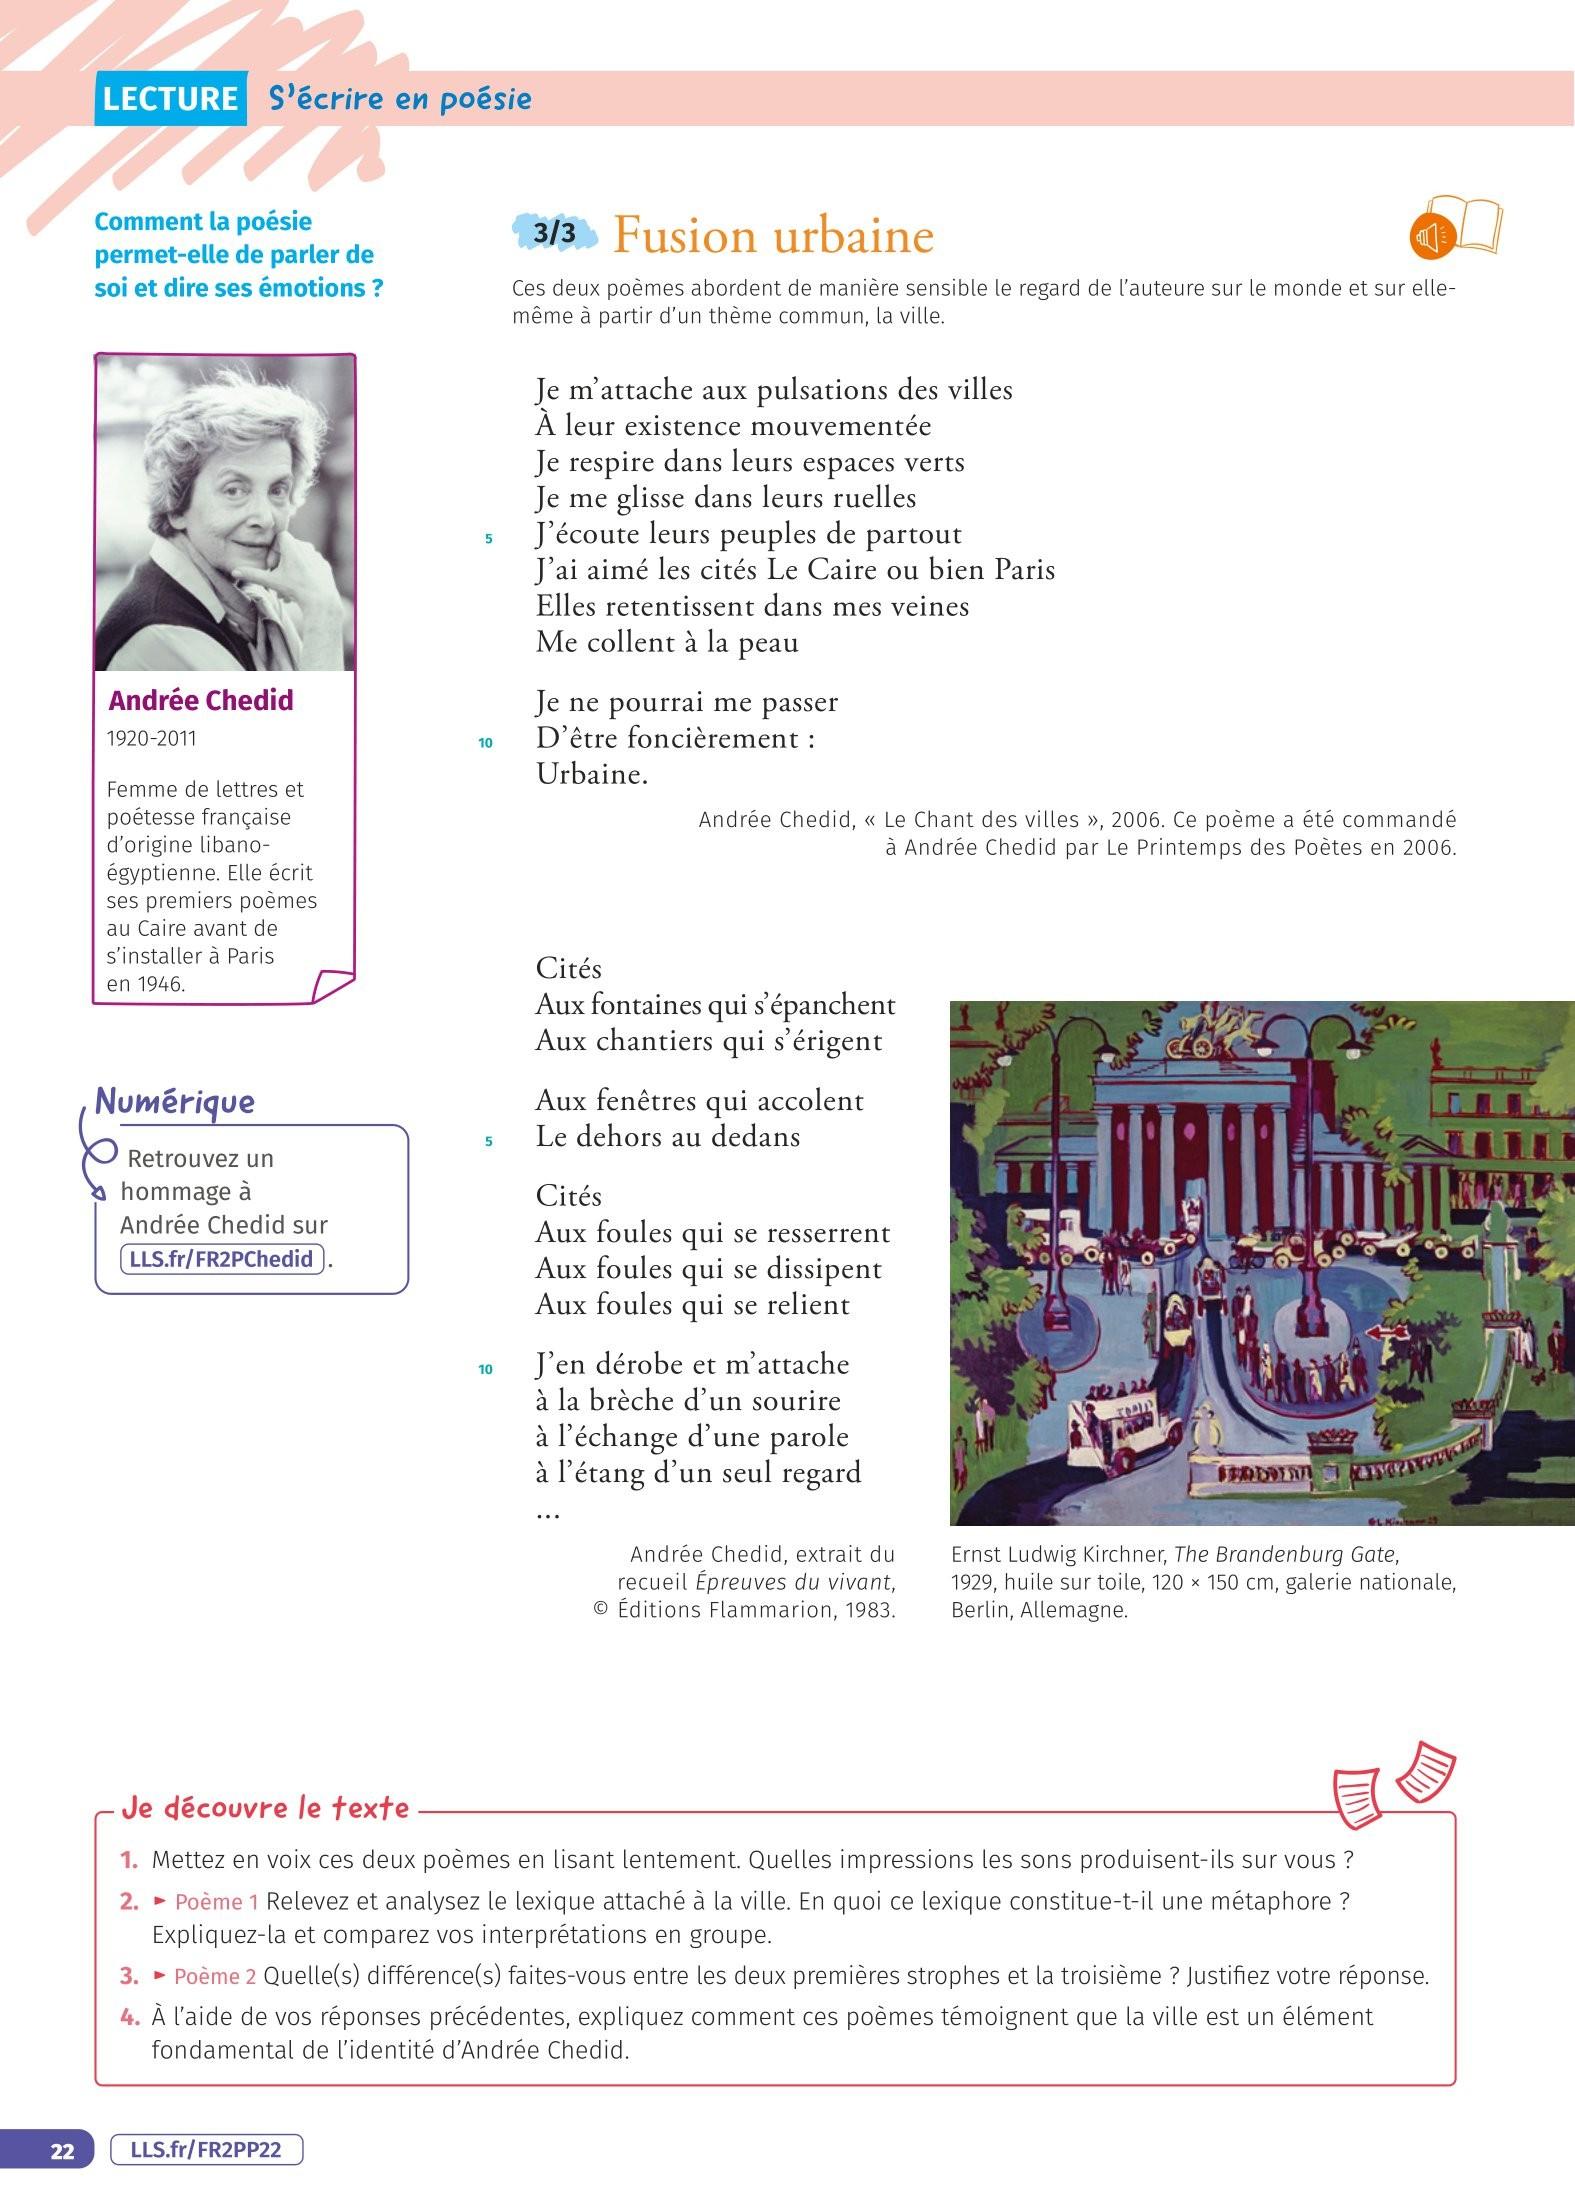 LECTURE S'écrire en poésie
Comment la poésie
permet-elle de parler de
soi et dire ses émotions ?
Andrée Chedid
1920-2011
Femme de lettres et
poétesse française
d'origine libano-
égyptienne. Elle écrit
ses premiers poèmes
au Caire avant de
s'installer à Paris
en 1946.
Numérique
Retrouvez un
hommage à
Andrée Chedid sur
LLS.fr/FR2PChedid .
3/3 Fusion urbaine
Ces deux poèmes abordent de manière sensible le regard de l'auteure sur le monde et sur elle-
même à partir d'un thème commun, la ville.
Je m'attache aux pulsations des villes
À leur existence mouvementée
Je respire dans leurs espaces verts
Je me glisse dans leurs ruelles
5 J'écoute leurs peuples de partout
J'ai aimé les cités Le Caire ou bien Paris
Elles retentissent dans mes veines
Me collent à la peau
Je ne pourrai me passer
10 D'être foncièrement :
Urbaine.
Andrée Chedid, « Le Chant des villes », 2006. Ce poème a été commandé
à Andrée Chedid par Le Printemps des Poètes en 2006.
Cités
Aux fontaines qui s'épanchent
Aux chantiers qui s'érigent
Aux fenêtres qui accolent
5 Le dehors au dedans
Cités
Aux foules qui se resserrent
Aux foules qui se dissipent
Aux foules qui se relient
10 J'en dérobe et m'attache
à la brèche d'un sourire
à l'échange d'une parole
à l'étang d'un seul regard
...
Andrée Chedid, extrait du
recueil Épreuves du vivant,
© Éditions Flammarion, 1983.
Ernst Ludwig Kirchner, The Brandenburg Gate,
1929, huile sur toile, 120 × 150 cm, galerie nationale,
Berlin, Allemagne.
Je découvre le texte
1. Mettez en voix ces deux poèmes en lisant lentement. Quelles impressions les sons produisent-ils sur vous ?
2. ► Poème 1 Relevez et analysez le lexique attaché à la ville. En quoi ce lexique constitue-t-il une métaphore ?
Expliquez-la et comparez vos interprétations en groupe.
3. ► Poème 2 Quelle(s) différence(s) faites-vous entre les deux premières strophes et la troisième ? Justifiez votre réponse.
4. À l'aide de vos réponses précédentes, expliquez comment ces poèmes témoignent que la ville est un élément
fondamental de l'identité d'Andrée Chedid.
22 LLS.fr/FR2PP22